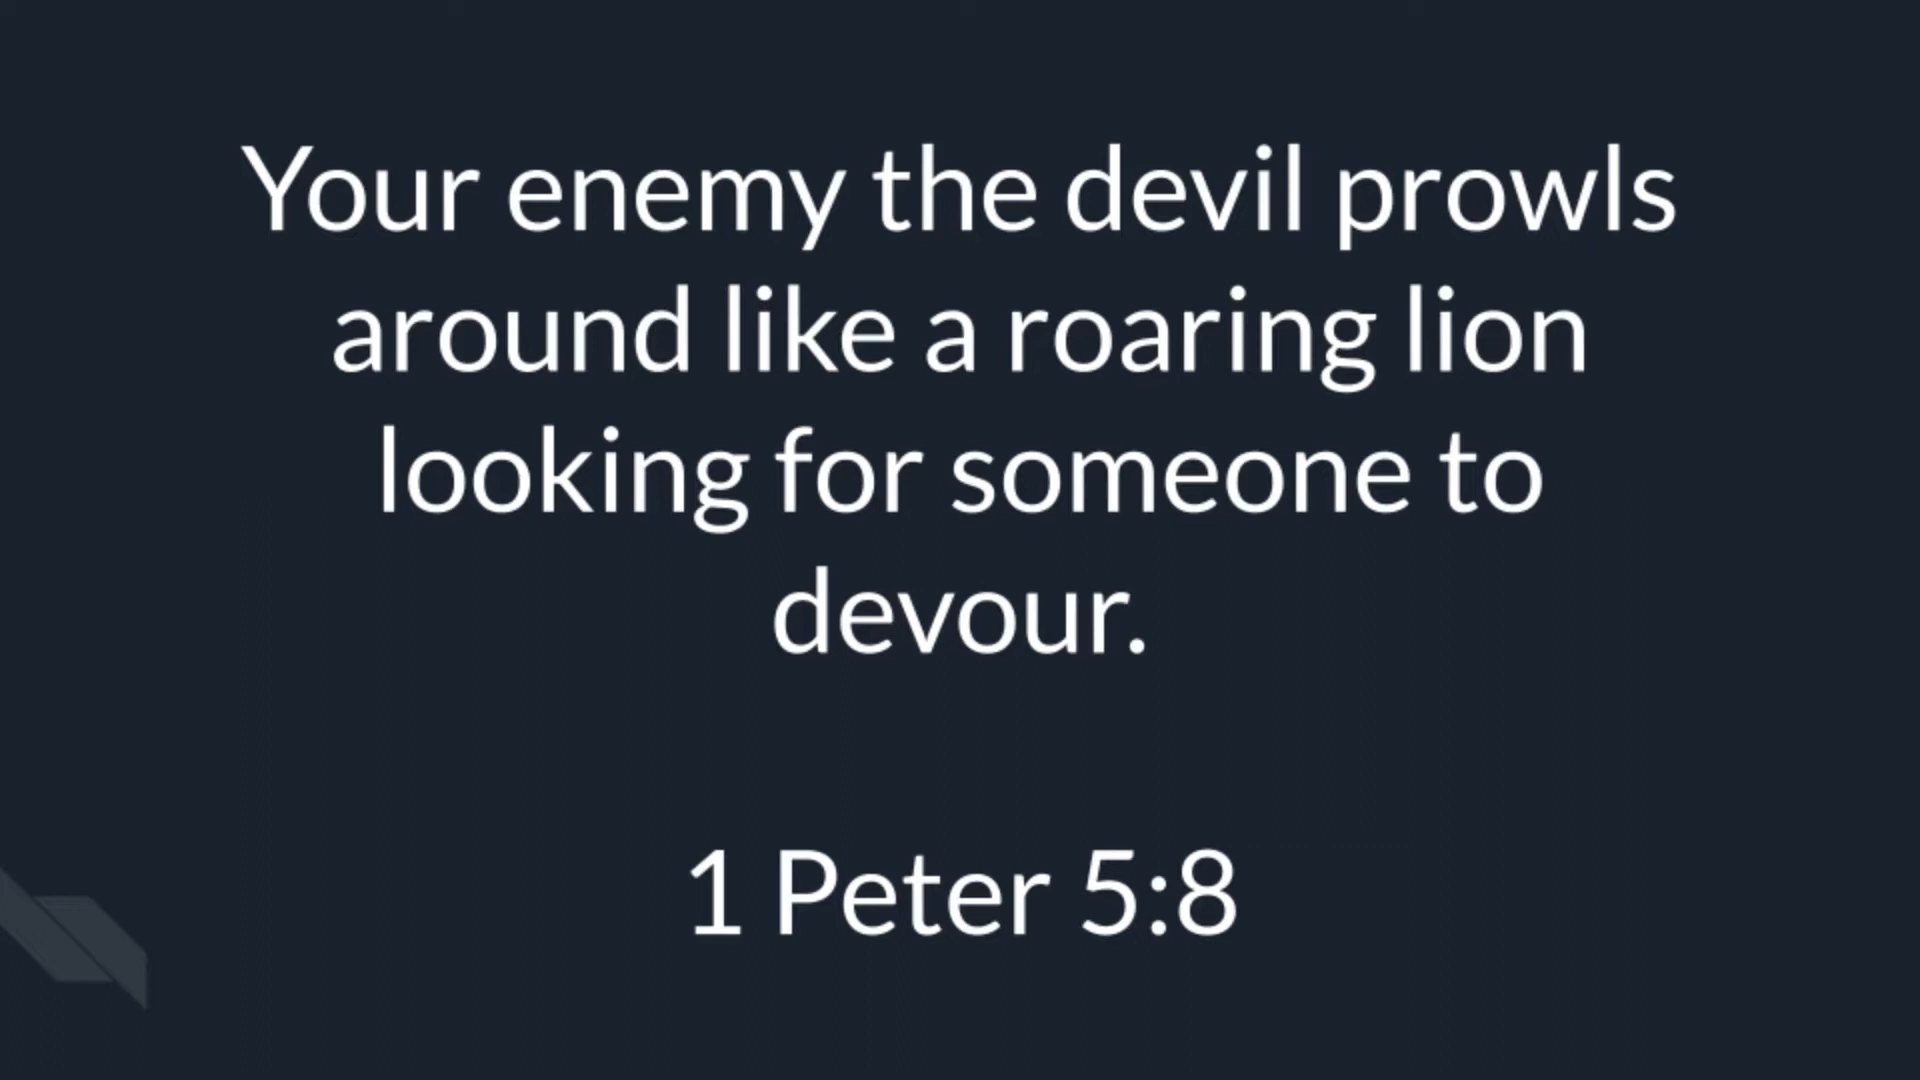 Your enemy the devil prowls
around like a roaring lion
looking for someone to
devour.
1 Peter 5:8